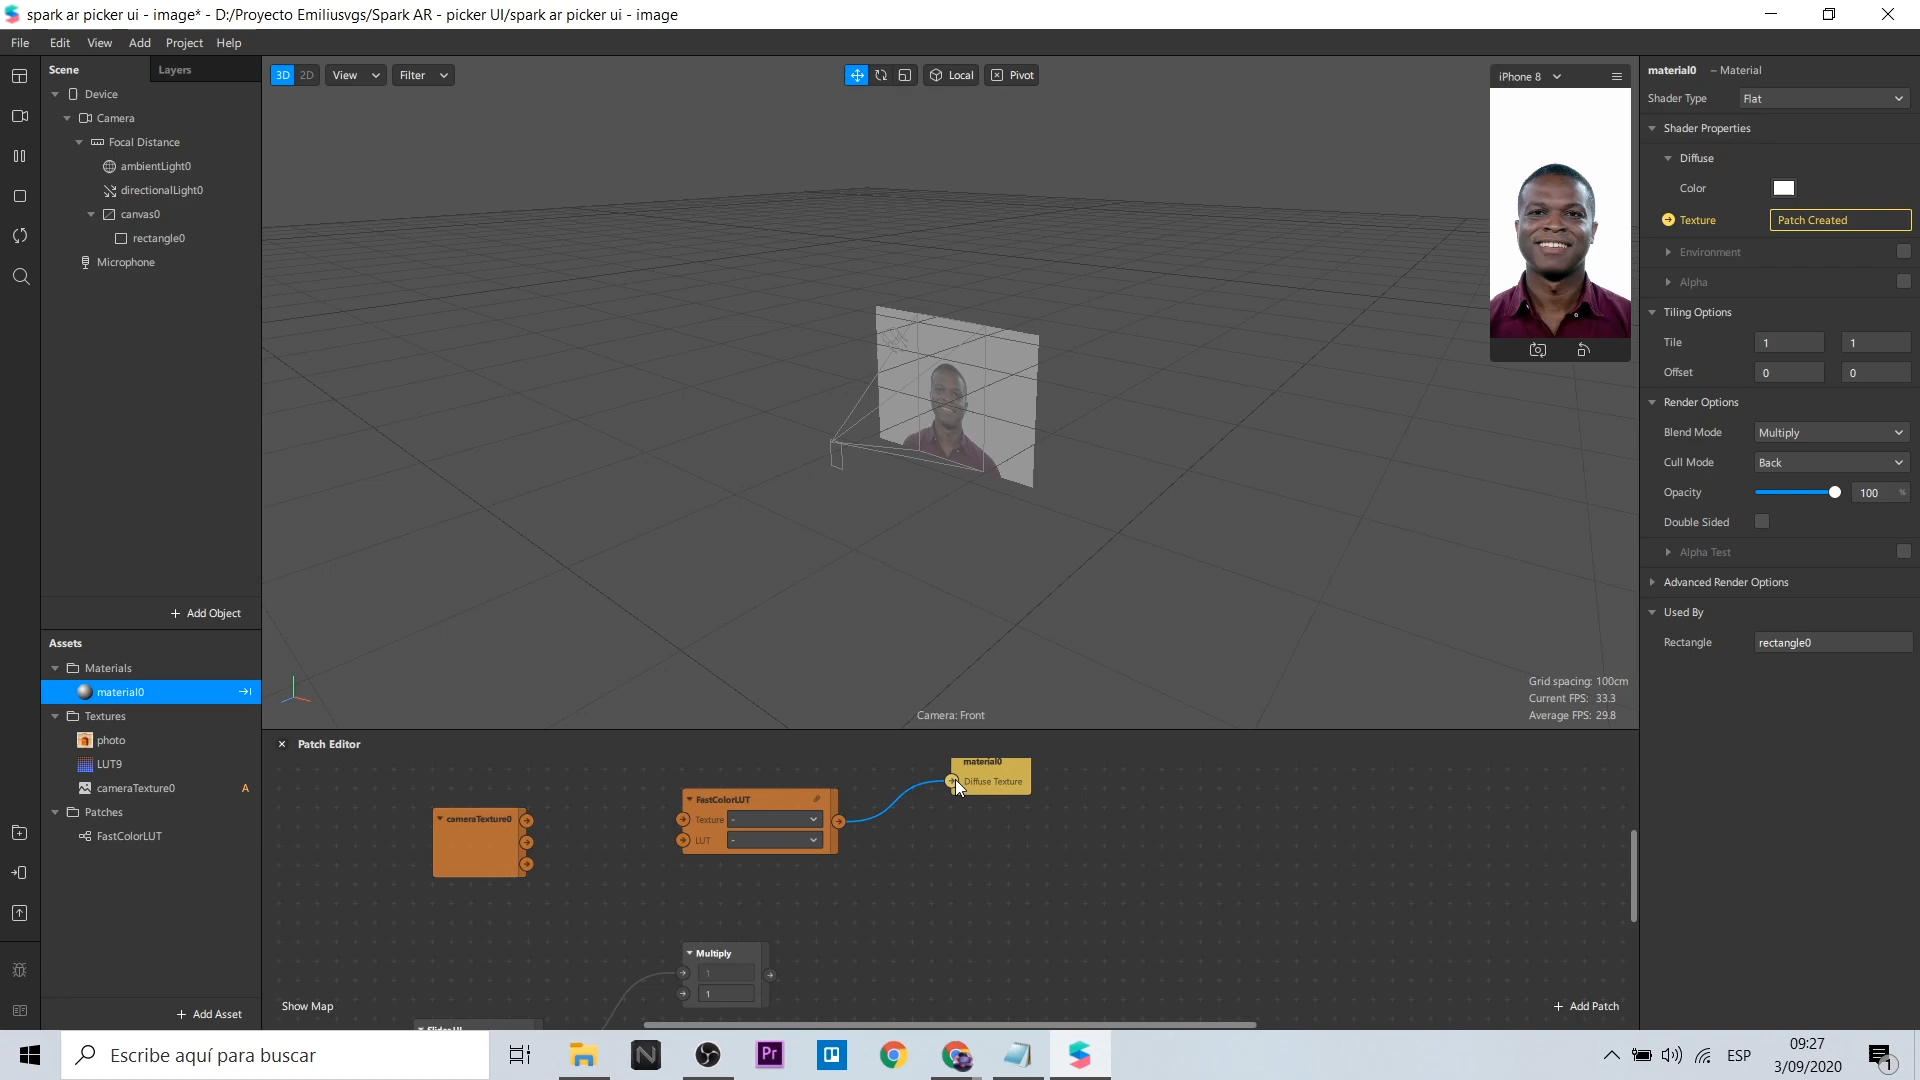 spark ar picker ui - image* - D:/Proyecto Emiliusvgs/Spark AR - picker UI/spark ar picker ui - image
File Edit View Add Project Help
Scene Layers
Device
Camera
Focal Distance
ambientLight0
directionalLight0
canvas0
rectangle0
Microphone
+ Add Object
Assets
Materials
material0
Textures
photo
LUT9
cameraTexture0 A
Patches
FastColorLUT
+ Add Asset
3D 2D View Filter
Local Pivot
iPhone 8
Grid spacing: 100cm
Current FPS: 33.3
Average FPS: 29.8
Camera: Front
Patch Editor
cameraTexture0
FastColorLUT
Texture -
LUT -
material0
Diffuse Texture
Multiply
1
1
Slider UI
Show Map
+ Add Patch
material0 – Material
Shader Type Flat
Shader Properties
Diffuse
Color
Texture Patch Created
Environment
Alpha
Tiling Options
Tile 1 1
Offset 0 0
Render Options
Blend Mode Multiply
Cull Mode Back
Opacity 100 %
Double Sided
Alpha Test
Advanced Render Options
Used By
Rectangle rectangle0
Escribe aquí para buscar
N
Pr
ESP
09:27
3/09/2020
1